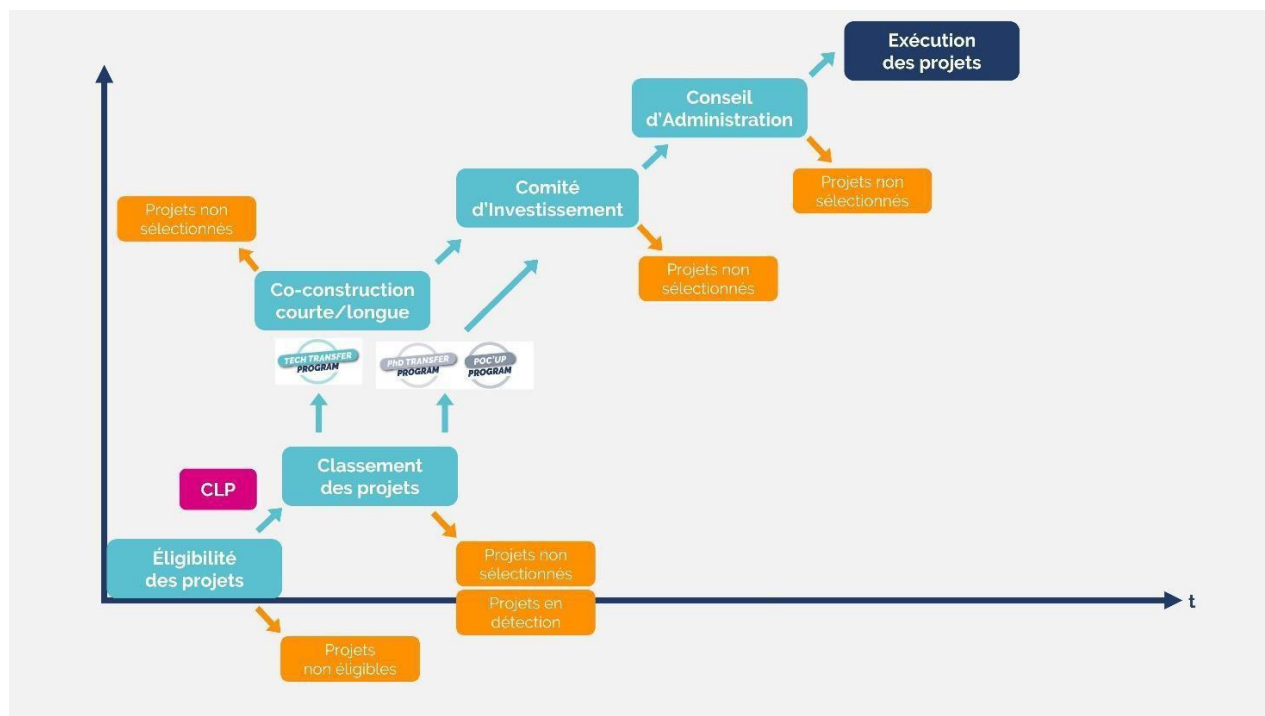 Exécution
des projets
Conseil
d'Administration
Projets non
sélectionnés
Comité
d'Investissement
Projets non
sélectionnés
Projets non
sélectionnés
Co-construction
courte/longue
TECH TRANSFER
PROGRAM
PhD TRANSFER
PROGRAM
POC'UP
PROGRAM
Classement
des projets
CLP
Éligibilité
des projets
Projets non
sélectionnés
Projets en
détection
t
Projets
non éligibles